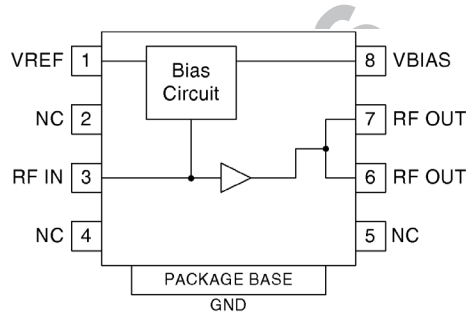 VREF 1 Bias Circuit 8 VBIAS
NC 2 7 RF OUT
RF IN 3 6 RF OUT
NC 4 5 NC
PACKAGE BASE
GND